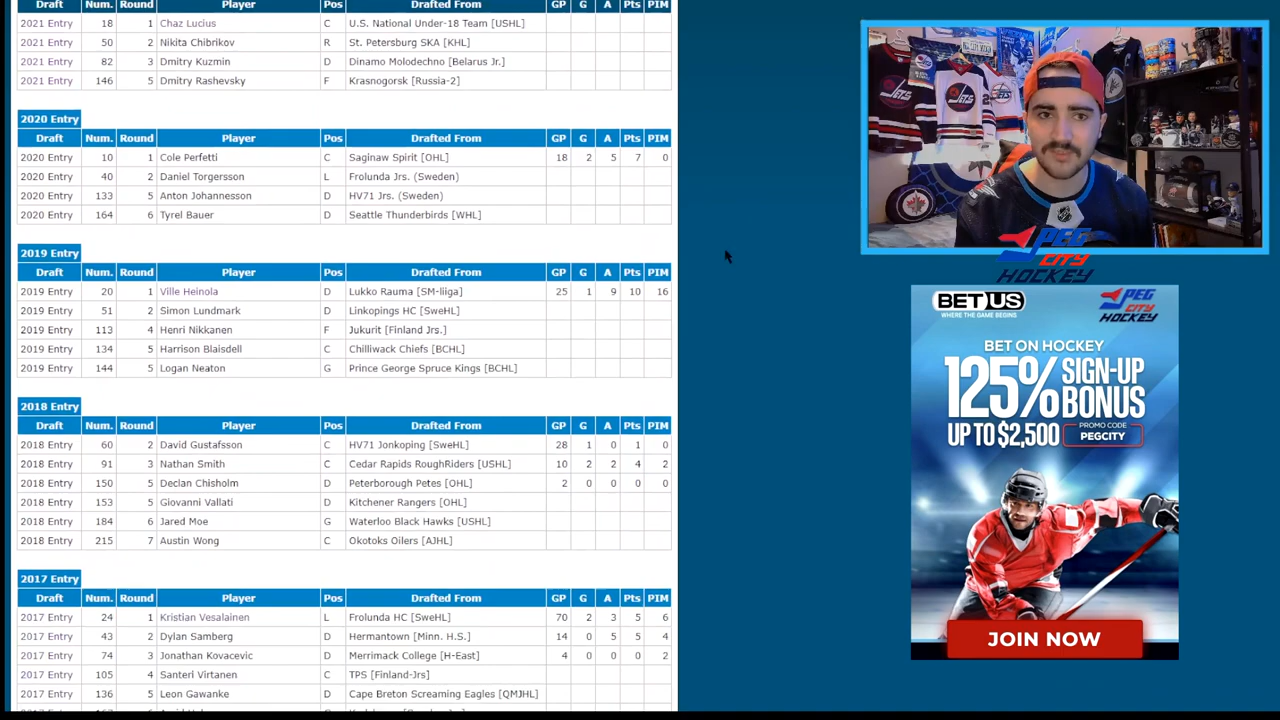 Draft Num. Round Player Pos Drafted From GP G A Pts PIM
2021 Entry 18 1 Chaz Lucius C U.S. National Under-18 Team [USHL]
2021 Entry 50 2 Nikita Chibrikov R St. Petersburg SKA [KHL]
2021 Entry 82 3 Dmitry Kuzmin D Dinamo Molodechno [Belarus Jr.]
2021 Entry 146 5 Dmitry Rashevsky F Krasnogorsk [Russia-2]
2020 Entry
Draft Num. Round Player Pos Drafted From GP G A Pts PIM
2020 Entry 10 1 Cole Perfetti C Saginaw Spirit [OHL] 18 2 5 7 0
2020 Entry 40 2 Daniel Torgersson L Frolunda Jrs. (Sweden)
2020 Entry 133 5 Anton Johannesson D HV71 Jrs. (Sweden)
2020 Entry 164 6 Tyrel Bauer D Seattle Thunderbirds [WHL]
2019 Entry
Draft Num. Round Player Pos Drafted From GP G A Pts PIM
2019 Entry 20 1 Ville Heinola D Lukko Rauma [SM-liiga] 25 1 9 10 16
2019 Entry 51 2 Simon Lundmark D Linkopings HC [SweHL]
2019 Entry 113 4 Henri Nikkanen F Jukurit [Finland Jrs.]
2019 Entry 134 5 Harrison Blaisdell C Chilliwack Chiefs [BCHL]
2019 Entry 144 5 Logan Neaton G Prince George Spruce Kings [BCHL]
2018 Entry
Draft Num. Round Player Pos Drafted From GP G A Pts PIM
2018 Entry 60 2 David Gustafsson C HV71 Jonkoping [SweHL] 28 1 0 1 0
2018 Entry 91 3 Nathan Smith C Cedar Rapids RoughRiders [USHL] 10 2 2 4 2
2018 Entry 150 5 Declan Chisholm D Peterborough Petes [OHL] 2 0 0 0 0
2018 Entry 153 5 Giovanni Vallati D Kitchener Rangers [OHL]
2018 Entry 184 6 Jared Moe G Waterloo Black Hawks [USHL]
2018 Entry 215 7 Austin Wong C Okotoks Oilers [AJHL]
2017 Entry
Draft Num. Round Player Pos Drafted From GP G A Pts PIM
2017 Entry 24 1 Kristian Vesalainen L Frolunda HC [SweHL] 70 2 3 5 6
2017 Entry 43 2 Dylan Samberg D Hermantown [Minn. H.S.] 14 0 5 5 4
2017 Entry 74 3 Jonathan Kovacevic D Merrimack College [H-East] 4 0 0 0 2
2017 Entry 105 4 Santeri Virtanen C TPS [Finland-Jrs]
2017 Entry 136 5 Leon Gawanke D Cape Breton Screaming Eagles [QMJHL]
JETS
JETS
PEG
CITY
HOCKEY
BETUS
WHERE THE GAME BEGINS
PEG
CITY
HOCKEY
BET ON HOCKEY
125% SIGN-UP
BONUS
UP TO $2,500
PROMO CODE
PEGCITY
JOIN NOW